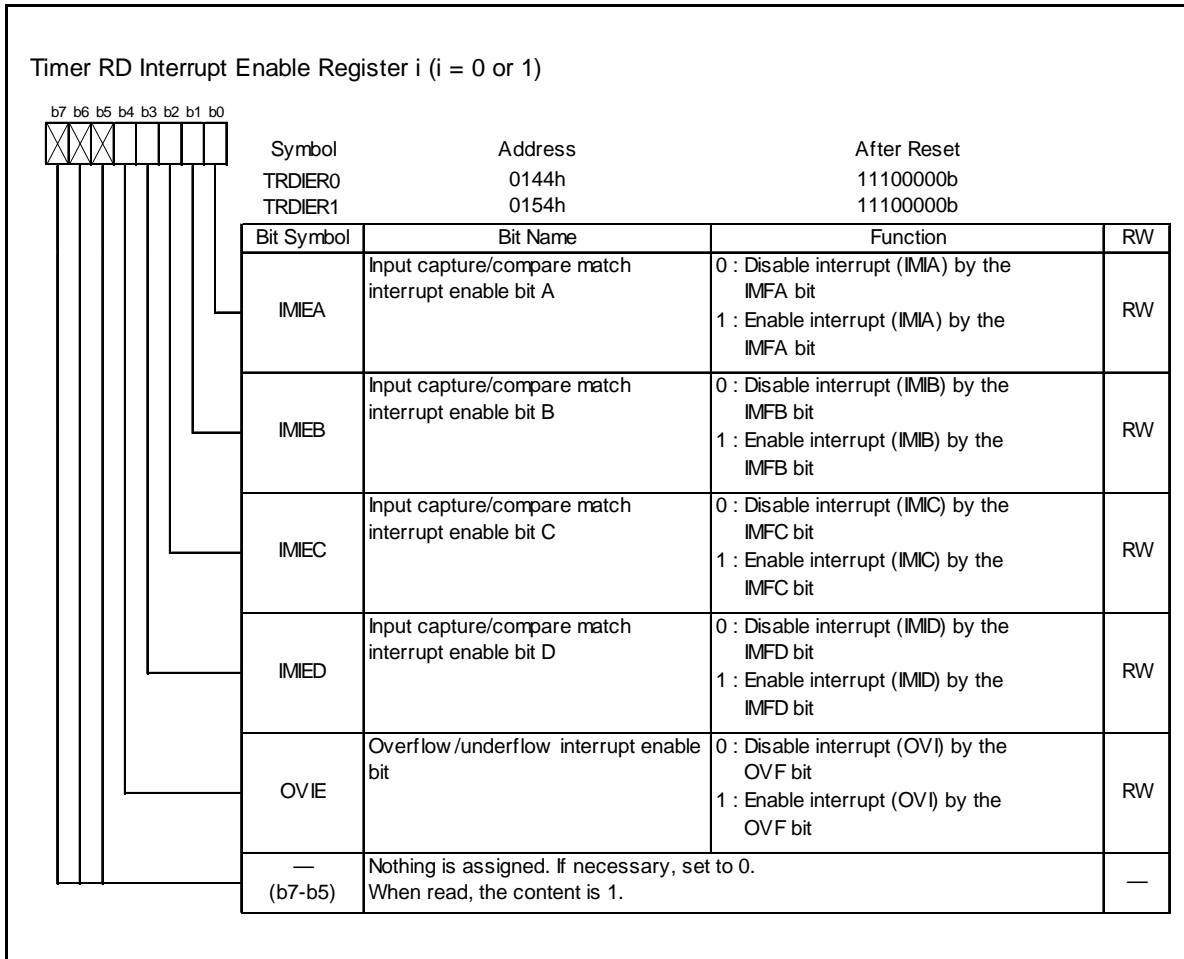 Timer RD Interrupt Enable Register i (i = 0 or 1)
b7 b6 b5 b4 b3 b2 b1 b0
Symbol Address After Reset
TRDIER0 0144h 11100000b
TRDIER1 0154h 11100000b
Bit Symbol Bit Name Function RW
IMIEA
Input capture/compare match
interrupt enable bit A
0 : Disable interrupt (IMIA) by the
IMFA bit
1 : Enable interrupt (IMIA) by the
IMFA bit
RW
IMIEB
Input capture/compare match
interrupt enable bit B
0 : Disable interrupt (IMIB) by the
IMFB bit
1 : Enable interrupt (IMIB) by the
IMFB bit
RW
IMIEC
Input capture/compare match
interrupt enable bit C
0 : Disable interrupt (IMIC) by the
IMFC bit
1 : Enable interrupt (IMIC) by the
IMFC bit
RW
IMIED
Input capture/compare match
interrupt enable bit D
0 : Disable interrupt (IMID) by the
IMFD bit
1 : Enable interrupt (IMID) by the
IMFD bit
RW
OVIE
Overflow/underflow interrupt enable
bit
0 : Disable interrupt (OVI) by the
OVF bit
1 : Enable interrupt (OVI) by the
OVF bit
RW
—
(b7-b5)
Nothing is assigned. If necessary, set to 0.
When read, the content is 1.
—